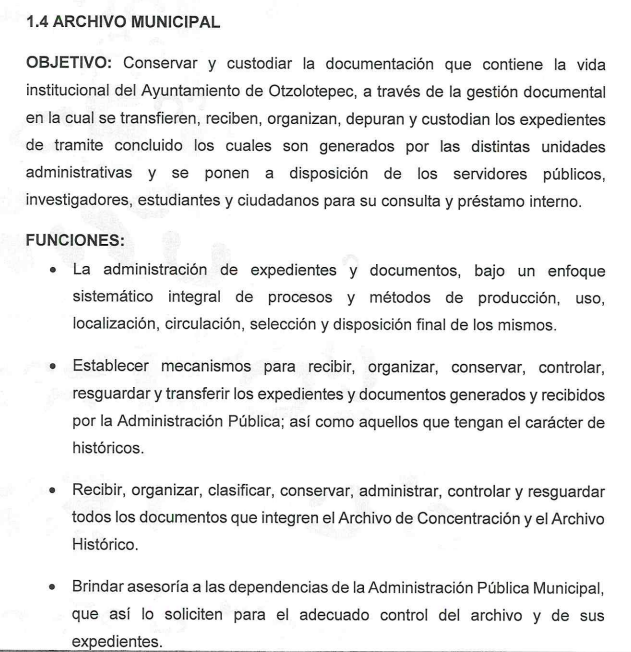 1.4 ARCHIVO MUNICIPAL
OBJETIVO: Conservar y custodiar la documentación que contiene la vida
institucional del Ayuntamiento de Otzolotepec, a través de la gestión documental
en la cual se transfieren, reciben, organizan, depuran y custodian los expedientes
de tramite concluido los cuales son generados por las distintas unidades
administrativas y se ponen a disposición de los servidores públicos,
investigadores, estudiantes y ciudadanos para su consulta y préstamo interno.
FUNCIONES:
• La administración de expedientes y documentos, bajo un enfoque
sistemático integral de procesos y métodos de producción, uso,
localización, circulación, selección y disposición final de los mismos.
• Establecer mecanismos para recibir, organizar, conservar, controlar,
resguardar y transferir los expedientes y documentos generados y recibidos
por la Administración Pública; así como aquellos que tengan el carácter de
históricos.
• Recibir, organizar, clasificar, conservar, administrar, controlar y resguardar
todos los documentos que integren el Archivo de Concentración y el Archivo
Histórico.
• Brindar asesoría a las dependencias de la Administración Pública Municipal,
que así lo soliciten para el adecuado control del archivo y de sus
expedientes.